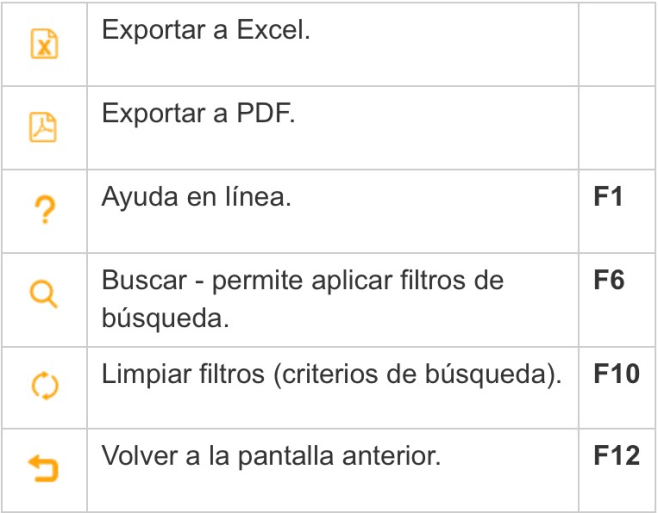 Exportar a Excel.
Exportar a PDF.
Ayuda en línea. F1
Buscar - permite aplicar filtros de F6
búsqueda.
Limpiar filtros (criterios de búsqueda). F10
Volver a la pantalla anterior. F12